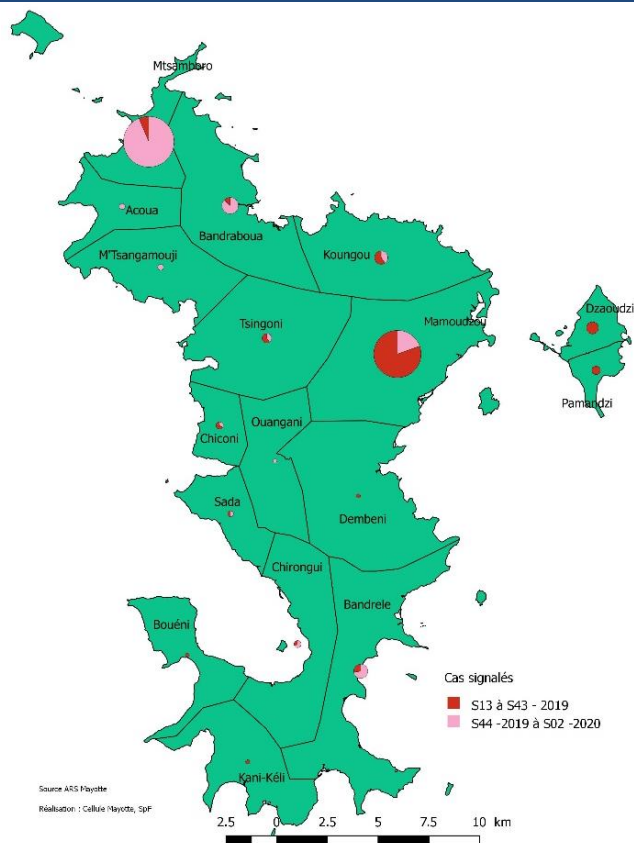 Mtsamboro
Acoua
Bandraboua
M'Tsangamouji
Koungou
Dzaoudzi
Tsingoni
Mamoudzou
Pamandzi
Ouangani
Chiconi
Sada
Dembeni
Chirongui
Bandrele
Bouéni
Cas signalés
S13 à S43 - 2019
S44 -2019 à S02 -2020
Kani-Kéli
Source ARS Mayotte
Réalisation : Cellule Mayotte, SpF
2.5 0 2.5 5 7.5 10 km